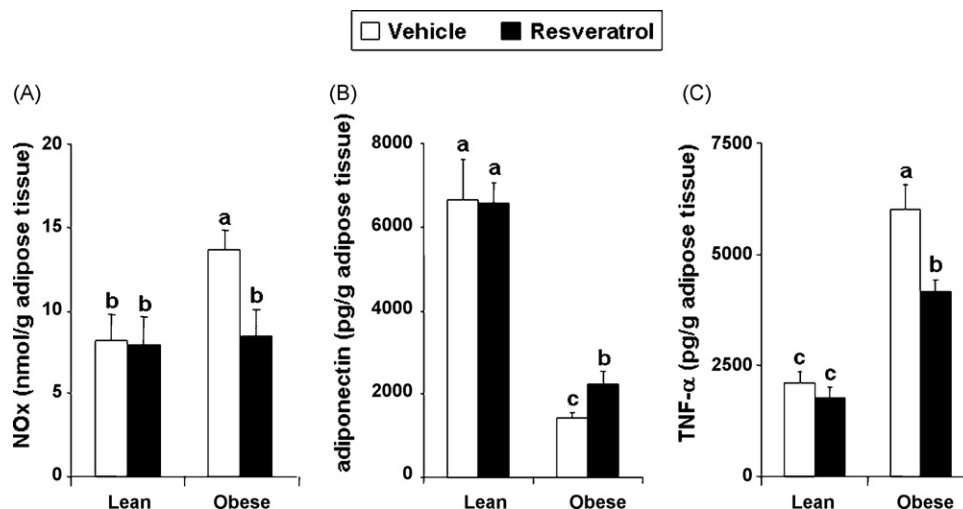 Vehicle Resveratrol
(A)
NOx (nmol/g adipose tissue)
20
15
10
5
0
b b a b
Lean Obese
(B)
adiponectin (pg/g adipose tissue)
8000
6000
4000
2000
0
a a c b
Lean Obese
(C)
TNF-α (pg/g adipose tissue)
7500
5000
2500
0
c c a b
Lean Obese